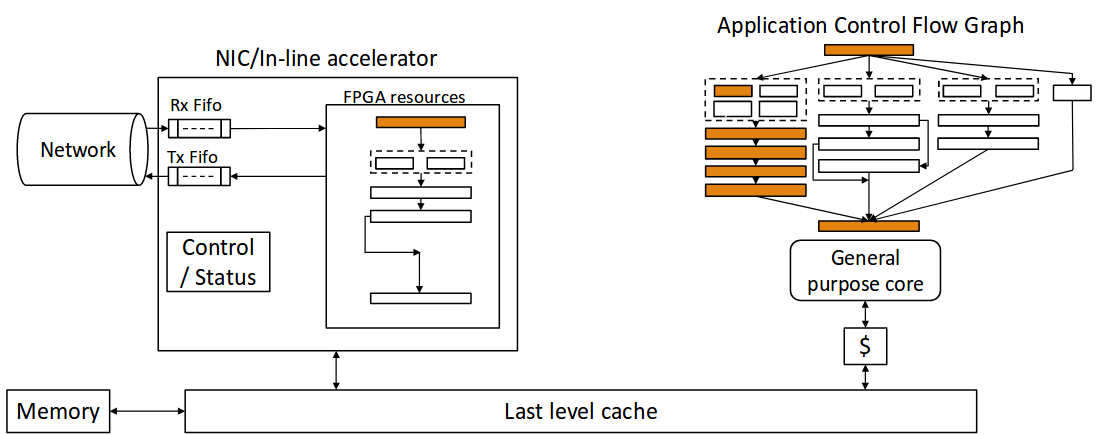 Application Control Flow Graph
NIC/In-line accelerator
FPGA resources
Rx Fifo
Network
Tx Fifo
Control
/ Status
General
purpose core
$
Memory
Last level cache